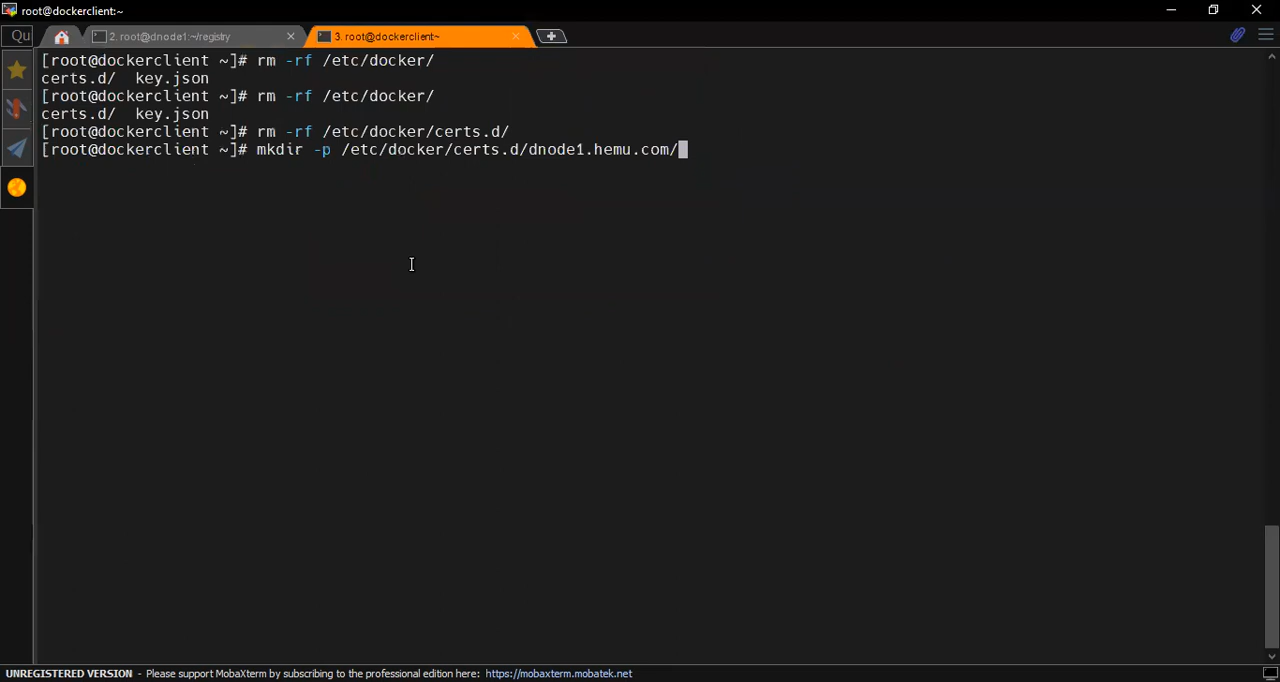 root@dockerclient:~
Qu
2. root@dnode1:~/registry
3. root@dockerclient~
[root@dockerclient ~]# rm -rf /etc/docker/
certs.d/  key.json
[root@dockerclient ~]# rm -rf /etc/docker/
certs.d/  key.json
[root@dockerclient ~]# rm -rf /etc/docker/certs.d/
[root@dockerclient ~]# mkdir -p /etc/docker/certs.d/dnode1.hemu.com/
UNREGISTERED VERSION - Please support MobaXterm by subscribing to the professional edition here: https://mobaxterm.mobatek.net